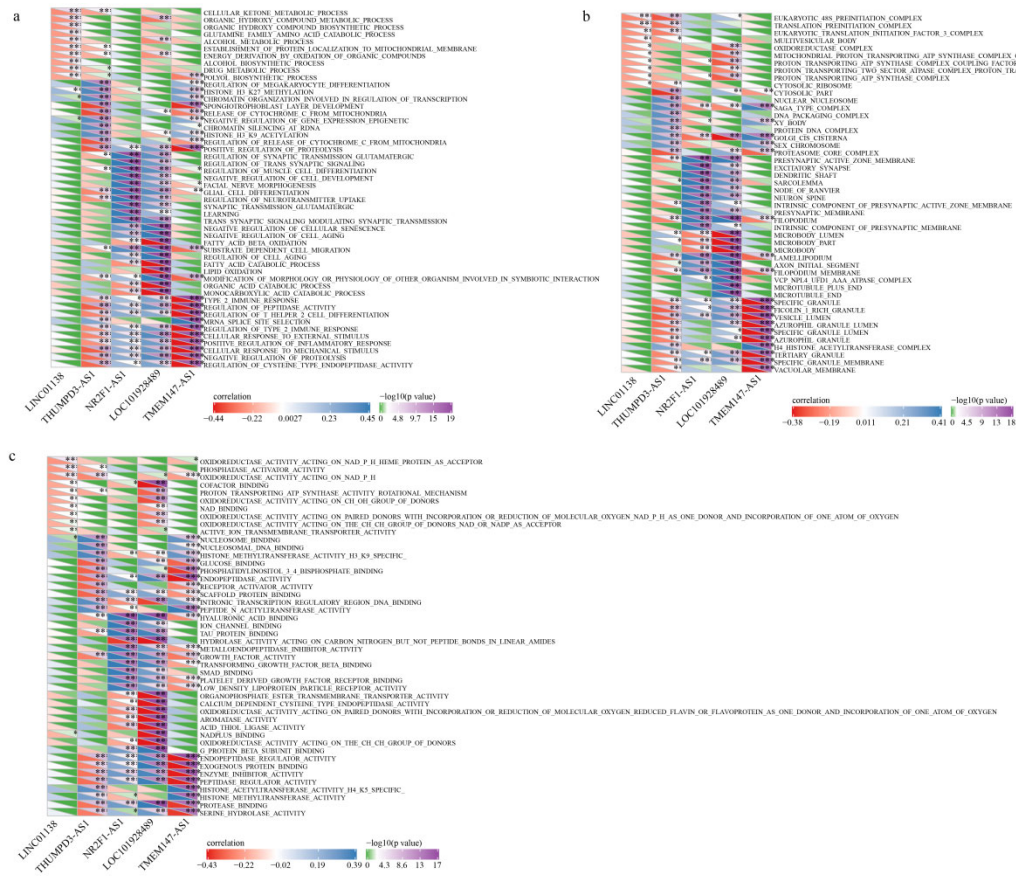 a
CELLULAR_KETONE_METABOLIC_PROCESS
ORGANIC_HYDROXY_COMPOUND_METABOLIC_PROCESS
ORGANIC_HYDROXY_COMPOUND_BIOSYNTHETIC_PROCESS
GLUTAMINE_FAMILY_AMINO_ACID_CATABOLIC_PROCESS
ALCOHOL_METABOLIC_PROCESS
ESTABLISHMENT_OF_PROTEIN_LOCALIZATION_TO_MITOCHONDRIAL_MEMBRANE
ENERGY_DERIVATION_BY_OXIDATION_OF_ORGANIC_COMPOUNDS
ALCOHOL_BIOSYNTHETIC_PROCESS
DRUG_METABOLIC_PROCESS
POLYOL_BIOSYNTHETIC_PROCESS
REGULATION_OF_MEGAKARYOCYTE_DIFFERENTIATION
HISTONE_H3_K27_METHYLATION
CHROMATIN_ORGANIZATION_INVOLVED_IN_REGULATION_OF_TRANSCRIPTION
SPONGIOTROPHOBLAST_LAYER_DEVELOPMENT
RELEASE_OF_CYTOCHROME_C_FROM_MITOCHONDRIA
NEGATIVE_REGULATION_OF_GENE_EXPRESSION_EPIGENETIC
CHROMATIN_SILENCING_AT_RDNA
HISTONE_H3_K9_ACETYLATION
REGULATION_OF_RELEASE_OF_CYTOCHROME_C_FROM_MITOCHONDRIA
POSITIVE_REGULATION_OF_PROTEOLYSIS
REGULATION_OF_SYNAPTIC_TRANSMISSION_GLUTAMATERGIC
REGULATION_OF_TRANS_SYNAPTIC_SIGNALING
REGULATION_OF_MUSCLE_CELL_DIFFERENTIATION
NEGATIVE_REGULATION_OF_CELL_DEVELOPMENT
FACIAL_NERVE_MORPHOGENESIS
GLIAL_CELL_DIFFERENTIATION
REGULATION_OF_NEUROTRANSMITTER_UPTAKE
SYNAPTIC_TRANSMISSION_GLUTAMATERGIC
LEARNING
TRANS_SYNAPTIC_SIGNALING_MODULATING_SYNAPTIC_TRANSMISSION
NEGATIVE_REGULATION_OF_CELLULAR_SENESCENCE
NEGATIVE_REGULATION_OF_CELL_AGING
FATTY_ACID_BETA_OXIDATION
SUBSTRATE_DEPENDENT_CELL_MIGRATION
REGULATION_OF_CELL_AGING
FATTY_ACID_CATABOLIC_PROCESS
LIPID_OXIDATION
MODIFICATION_OF_MORPHOLOGY_OR_PHYSIOLOGY_OF_OTHER_ORGANISM_INVOLVED_IN_SYMBIOTIC_INTERACTION
ORGANIC_ACID_CATABOLIC_PROCESS
MONOCARBOXYLIC_ACID_CATABOLIC_PROCESS
TYPE_2_IMMUNE_RESPONSE
REGULATION_OF_PEPTIDASE_ACTIVITY
REGULATION_OF_T_HELPER_2_CELL_DIFFERENTIATION
MRNA_SPLICE_SITE_SELECTION
REGULATION_OF_TYPE_2_IMMUNE_RESPONSE
CELLULAR_RESPONSE_TO_EXTERNAL_STIMULUS
POSITIVE_REGULATION_OF_INFLAMMATORY_RESPONSE
CELLULAR_RESPONSE_TO_MECHANICAL_STIMULUS
NEGATIVE_REGULATION_OF_PROTEOLYSIS
REGULATION_OF_CYSTEINE_TYPE_ENDOPEPTIDASE_ACTIVITY
LINC01138
THUMPD3-AS1
NR2F1-AS1
LOC101928489
TMEM147-AS1
correlation
−0.44 −0.22 0.0027 0.23 0.45
−log10(p value)
0 4.8 9.7 15 19
b
EUKARYOTIC_48S_PREINITIATION_COMPLEX
TRANSLATION_PREINITIATION_COMPLEX
EUKARYOTIC_TRANSLATION_INITIATION_FACTOR_3_COMPLEX
MULTIVESICULAR_BODY
OXIDOREDUCTASE_COMPLEX
MITOCHONDRIAL_PROTON_TRANSPORTING_ATP_SYNTHASE_COMPLEX_
PROTON_TRANSPORTING_ATP_SYNTHASE_COMPLEX_COUPLING_FACTOR
PROTON_TRANSPORTING_TWO_SECTOR_ATPASE_COMPLEX_PROTON_TRA
PROTON_TRANSPORTING_ATP_SYNTHASE_COMPLEX
CYTOSOLIC_RIBOSOME
CYTOSOLIC_PART
NUCLEAR_NUCLEOSOME
SAGA_TYPE_COMPLEX
DNA_PACKAGING_COMPLEX
XY_BODY
PROTEIN_DNA_COMPLEX
GOLGI_CIS_CISTERNA
SEX_CHROMOSOME
PROTEASOME_CORE_COMPLEX
PRESYNAPTIC_ACTIVE_ZONE_MEMBRANE
EXCITATORY_SYNAPSE
DENDRITIC_SHAFT
SARCOLEMMA
NODE_OF_RANVIER
NEURON_SPINE
INTRINSIC_COMPONENT_OF_PRESYNAPTIC_ACTIVE_ZONE_MEMBRANE
PRESYNAPTIC_MEMBRANE
FILOPODIUM
INTRINSIC_COMPONENT_OF_PRESYNAPTIC_MEMBRANE
MICROBODY_LUMEN
MICROBODY_PART
MICROBODY
LAMELLIPODIUM
AXON_INITIAL_SEGMENT
FILOPODIUM_MEMBRANE
VCP_NPL4_UFD1_AAA_ATPASE_COMPLEX
MICROTUBULE_PLUS_END
MICROTUBULE_END
SPECIFIC_GRANULE
FICOLIN_1_RICH_GRANULE
VESICLE_LUMEN
AZUROPHIL_GRANULE_LUMEN
SPECIFIC_GRANULE_LUMEN
AZUROPHIL_GRANULE
H4_HISTONE_ACETYLTRANSFERASE_COMPLEX
TERTIARY_GRANULE
SPECIFIC_GRANULE_MEMBRANE
VACUOLAR_MEMBRANE
LINC01138
THUMPD3-AS1
NR2F1-AS1
LOC101928489
TMEM147-AS1
correlation
−0.38 −0.19 0.011 0.21 0.41
−log10(p value)
0 4.5 8.9 13 18
c
OXIDOREDUCTASE_ACTIVITY_ACTING_ON_NAD_P_H_HEME_PROTEIN_AS_ACCEPTOR
PHOSPHATASE_ACTIVATOR_ACTIVITY
OXIDOREDUCTASE_ACTIVITY_ACTING_ON_NAD_P_H
COFACTOR_BINDING
PROTON_TRANSPORTING_ATP_SYNTHASE_ACTIVITY_ROTATIONAL_MECHANISM
OXIDOREDUCTASE_ACTIVITY_ACTING_ON_CH_OH_GROUP_OF_DONORS
NAD_BINDING
OXIDOREDUCTASE_ACTIVITY_ACTING_ON_PAIRED_DONORS_WITH_INCORPORATION_OR_REDUCTION_OF_MOLECULAR_OXYGEN_NAD_P_H_AS_ONE_DONOR_AND_INCORPORATION_OF_ONE_ATOM_OF_OXYGEN
OXIDOREDUCTASE_ACTIVITY_ACTING_ON_THE_CH_CH_GROUP_OF_DONORS_NAD_OR_NADP_AS_ACCEPTOR
ACTIVE_ION_TRANSMEMBRANE_TRANSPORTER_ACTIVITY
NUCLEOSOME_BINDING
NUCLEOSOMAL_DNA_BINDING
HISTONE_METHYLTRANSFERASE_ACTIVITY_H3_K9_SPECIFIC_
GLUCOSE_BINDING
PHOSPHATIDYLINOSITOL_3_4_BISPHOSPHATE_BINDING
ENDOPEPTIDASE_ACTIVITY
RECEPTOR_ACTIVATOR_ACTIVITY
SCAFFOLD_PROTEIN_BINDING
INTRONIC_TRANSCRIPTION_REGULATORY_REGION_DNA_BINDING
PEPTIDE_N_ACETYLTRANSFERASE_ACTIVITY
HYALURONIC_ACID_BINDING
ION_CHANNEL_BINDING
TAU_PROTEIN_BINDING
HYDROLASE_ACTIVITY_ACTING_ON_CARBON_NITROGEN_BUT_NOT_PEPTIDE_BONDS_IN_LINEAR_AMIDES
METALLOENDOPEPTIDASE_INHIBITOR_ACTIVITY
GROWTH_FACTOR_ACTIVITY
TRANSFORMING_GROWTH_FACTOR_BETA_BINDING
SMAD_BINDING
PLATELET_DERIVED_GROWTH_FACTOR_RECEPTOR_BINDING
LOW_DENSITY_LIPOPROTEIN_PARTICLE_RECEPTOR_ACTIVITY
ORGANOPHOSPHATE_ESTER_TRANSMEMBRANE_TRANSPORTER_ACTIVITY
CALCIUM_DEPENDENT_CYSTEINE_TYPE_ENDOPEPTIDASE_ACTIVITY
OXIDOREDUCTASE_ACTIVITY_ACTING_ON_PAIRED_DONORS_WITH_INCORPORATION_OR_REDUCTION_OF_MOLECULAR_OXYGEN_REDUCED_FLAVIN_OR_FLAVOPROTEIN_AS_ONE_DONOR_AND_INCORPORATION_OF_ONE_ATOM_OF_OXYGEN
AROMATASE_ACTIVITY
ACID_THIOL_LIGASE_ACTIVITY
NADPLUS_BINDING
OXIDOREDUCTASE_ACTIVITY_ACTING_ON_THE_CH_CH_GROUP_OF_DONORS
G_PROTEIN_BETA_SUBUNIT_BINDING
ENDOPEPTIDASE_REGULATOR_ACTIVITY
EXOGENOUS_PROTEIN_BINDING
ENZYME_INHIBITOR_ACTIVITY
PEPTIDASE_REGULATOR_ACTIVITY
HISTONE_ACETYLTRANSFERASE_ACTIVITY_H4_K5_SPECIFIC_
HISTONE_METHYLTRANSFERASE_ACTIVITY
PROTEASE_BINDING
SERINE_HYDROLASE_ACTIVITY
LINC01138
THUMPD3-AS1
NR2F1-AS1
LOC101928489
TMEM147-AS1
correlation
−0.43 −0.22 0.00 0.20 0.39
−log10(p value)
0 4.3 8.6 13 17